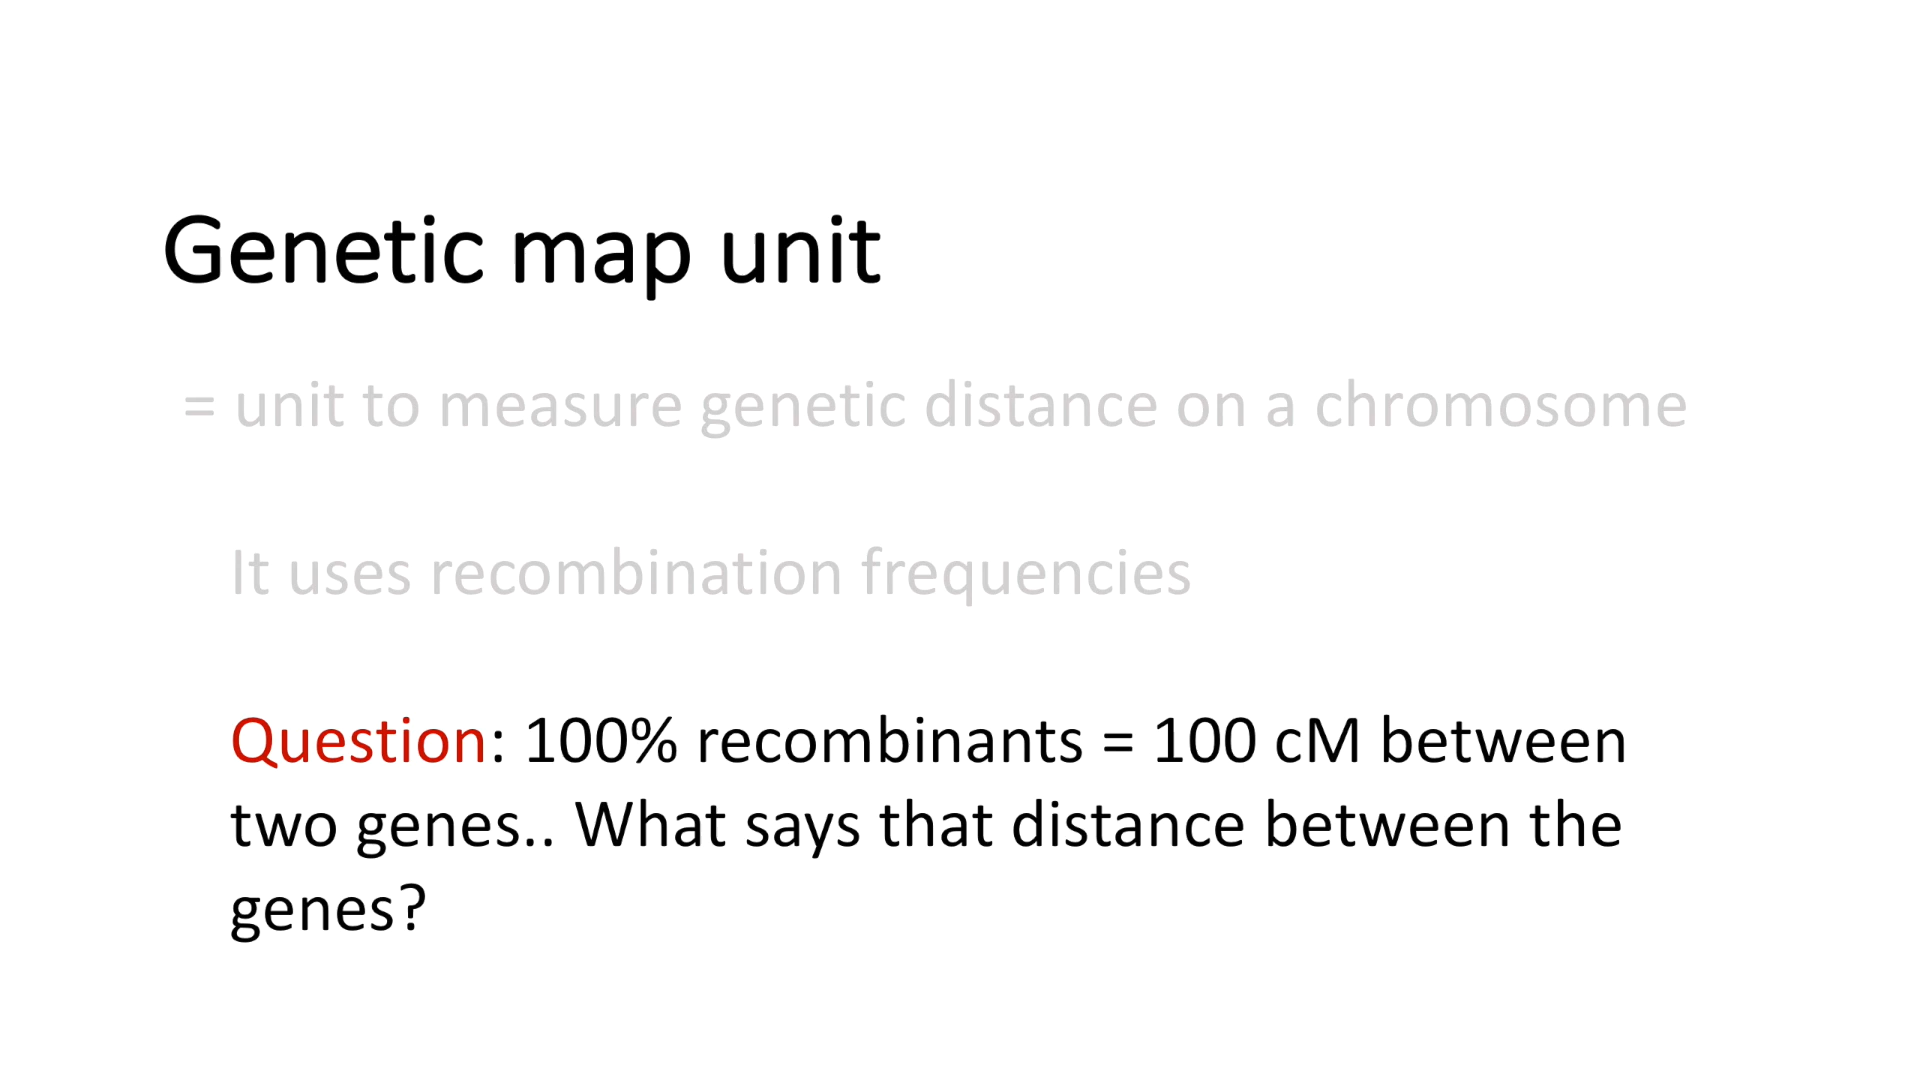 Genetic map unit
= unit to measure genetic distance on a chromosome
It uses recombination frequencies
Question: 100% recombinants = 100 cM between
two genes.. What says that distance between the
genes?